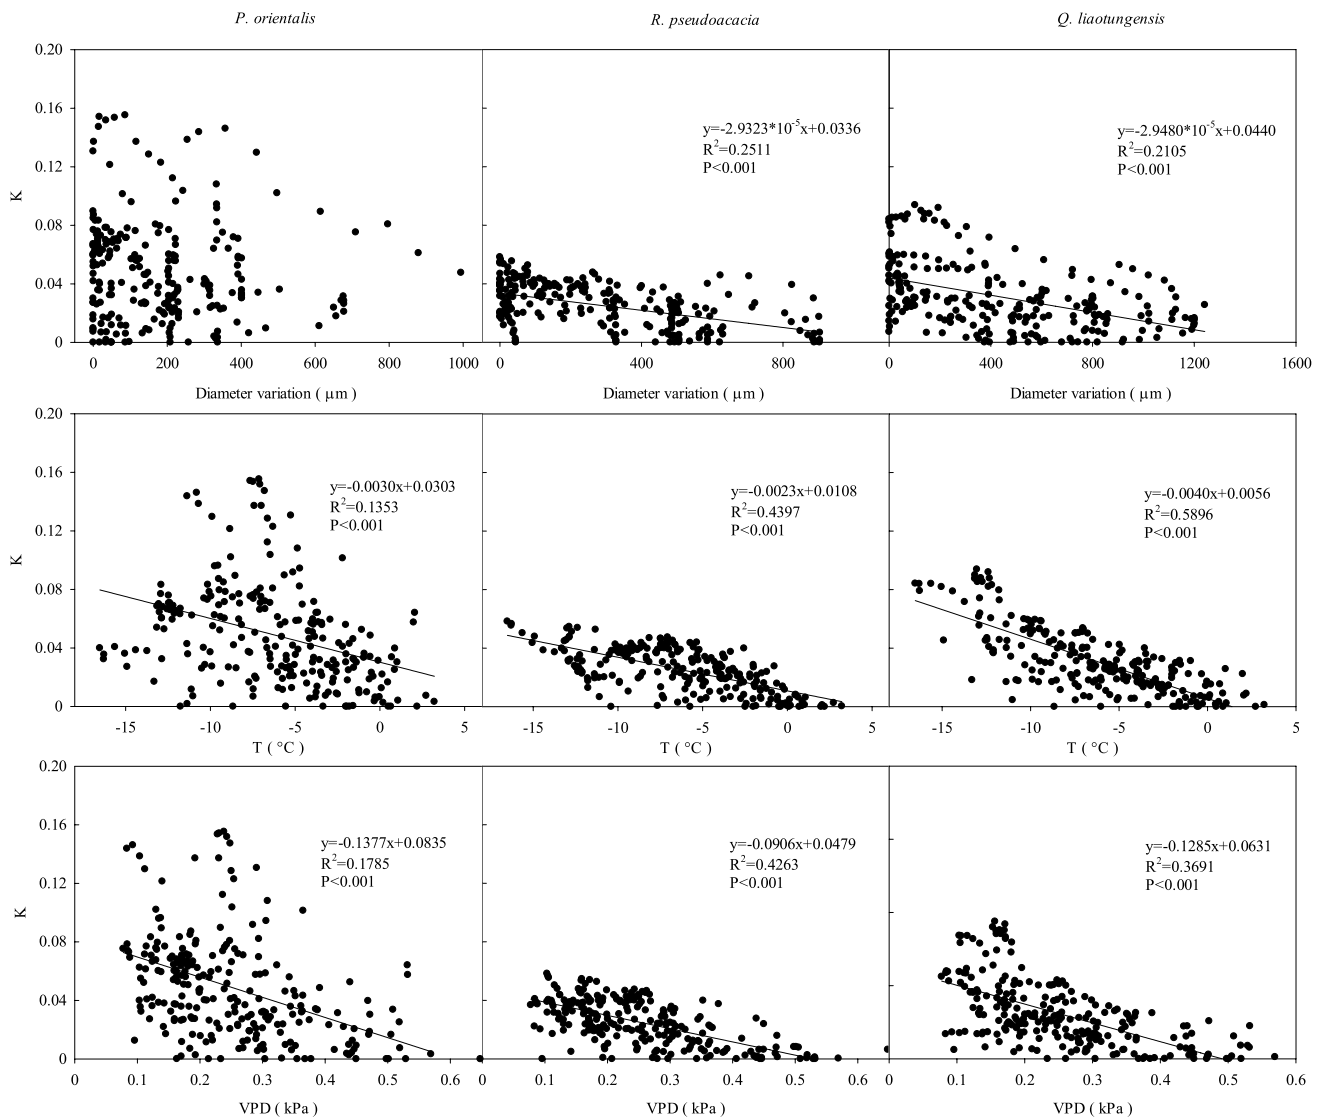 P. orientalis R. pseudoacacia Q. liaotungensis
0.20
0.16
0.12
0.08
0.04
0
K
y=-2.9323*10-5x+0.0336
R2=0.2511
P<0.001
y=-2.9480*10-5x+0.0440
R2=0.2105
P<0.001
0 200 400 600 800 1000 0 400 800 0 400 800 1200 1600
Diameter variation ( μm ) Diameter variation ( μm ) Diameter variation ( μm )
0.20
0.16
0.12
0.08
0.04
0
K
y=-0.0030x+0.0303
R2=0.1353
P<0.001
y=-0.0023x+0.0108
R2=0.4397
P<0.001
y=-0.0040x+0.0056
R2=0.5896
P<0.001
-15 -10 -5 0 5 -15 -10 -5 0 5 -15 -10 -5 0 5
T ( °C ) T ( °C ) T ( °C )
0.20
0.16
0.12
0.08
0.04
0
K
y=-0.1377x+0.0835
R2=0.1785
P<0.001
y=-0.0906x+0.0479
R2=0.4263
P<0.001
y=-0.1285x+0.0631
R2=0.3691
P<0.001
0 0.1 0.2 0.3 0.4 0.5 0.6 0 0.1 0.2 0.3 0.4 0.5 0.6 0 0.1 0.2 0.3 0.4 0.5 0.6
VPD ( kPa ) VPD ( kPa ) VPD ( kPa )